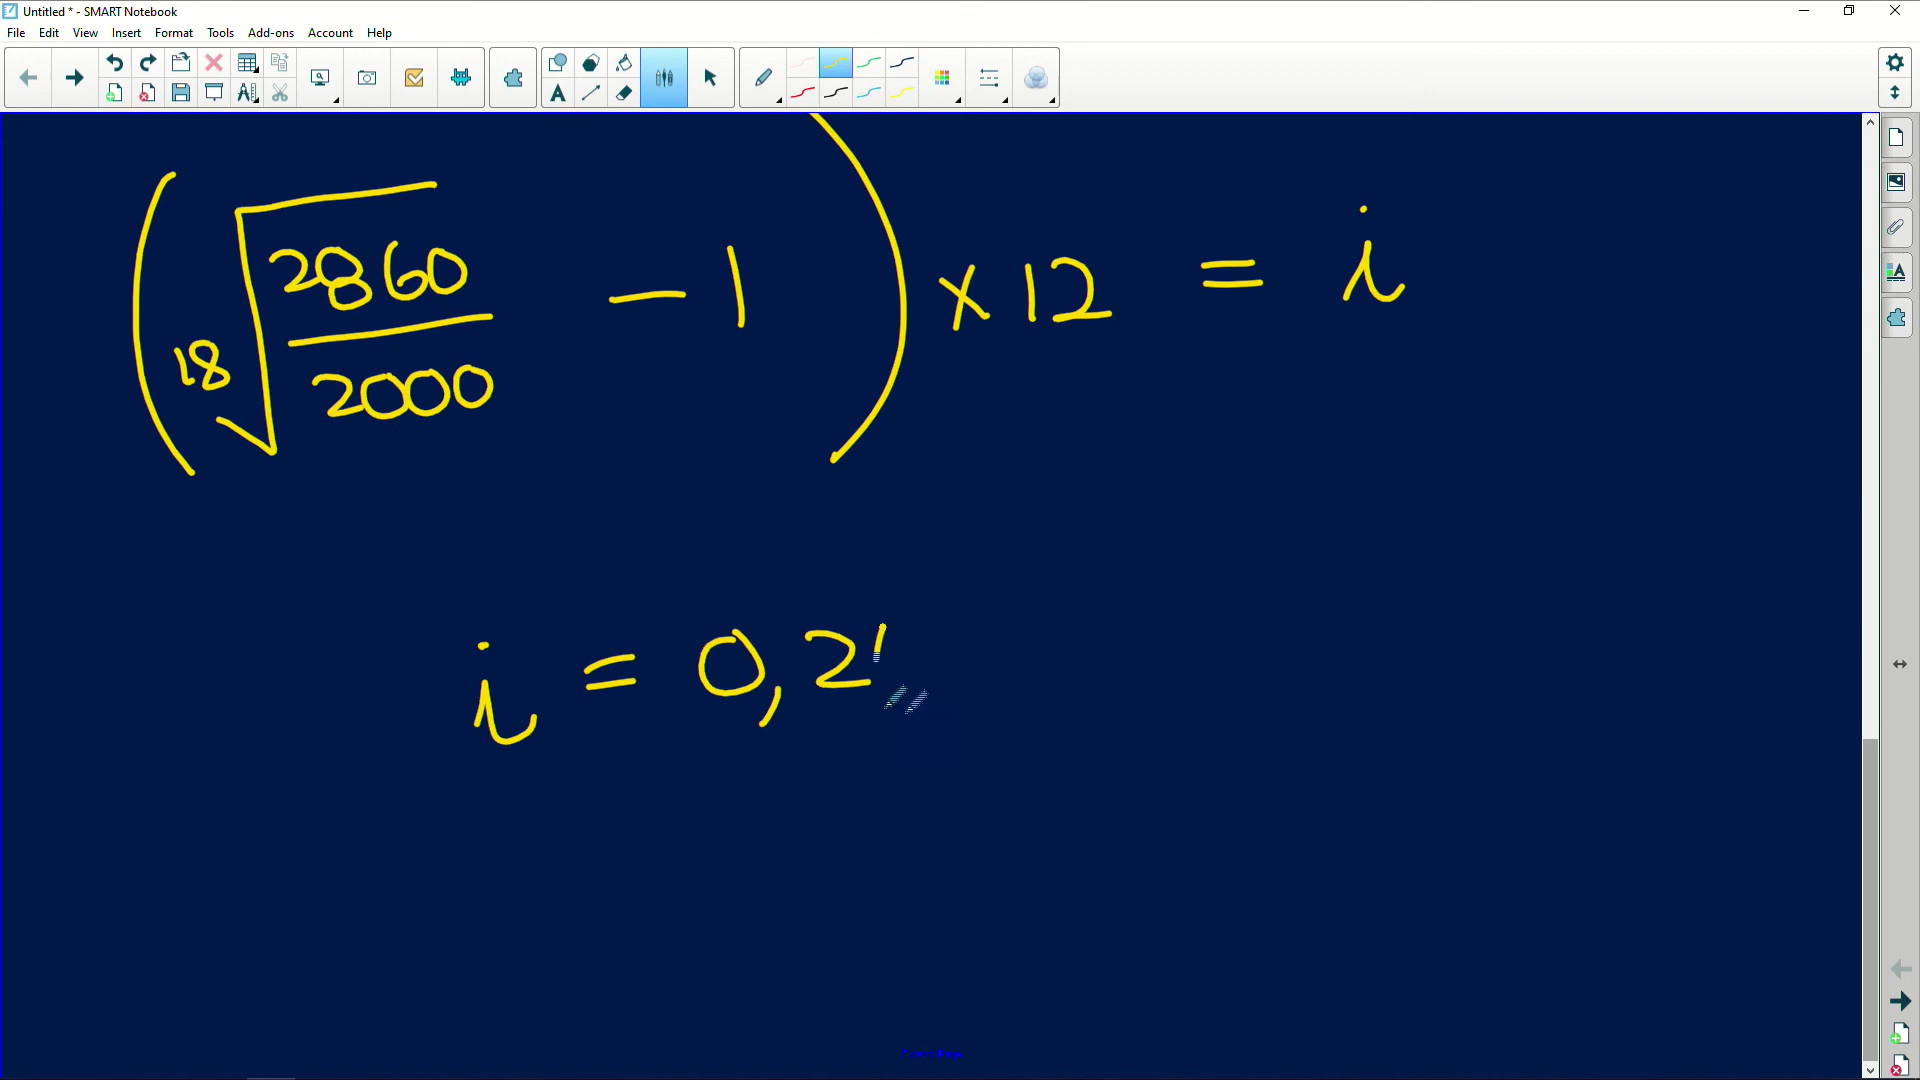 Untitled * - SMART Notebook
File Edit View Insert Format Tools Add-ons Account Help
(¹⁸√(2860/2000) - 1) × 12 = i
i = 0,2